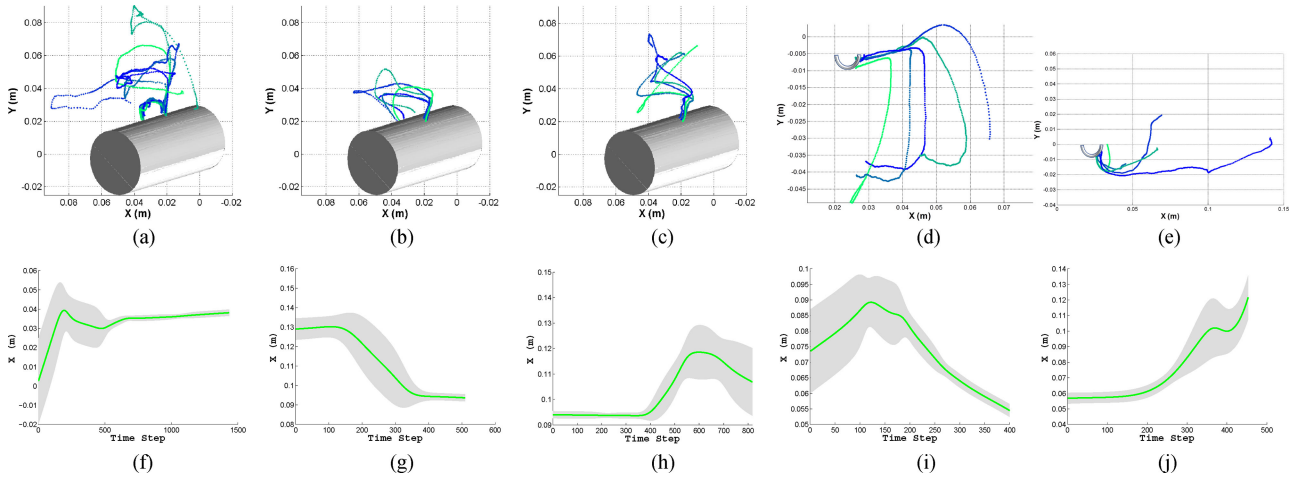 0.08
0.06
0.04
0.02
0
-0.02
Y (m)
0.08 0.06 0.04 0.02 0 -0.02
X (m)
(a)
0.08
0.06
0.04
0.02
0
-0.02
Y (m)
0.08 0.06 0.04 0.02 0 -0.02
X (m)
(b)
0.08
0.06
0.04
0.02
0
-0.02
Y (m)
0.08 0.06 0.04 0.02 0 -0.02
X (m)
(c)
0
-0.005
-0.01
-0.015
-0.02
-0.025
-0.03
-0.035
-0.04
-0.045
Y (m)
0.02 0.03 0.04 0.05 0.06 0.07
X (m)
(d)
0.06
0.05
0.04
0.03
0.02
0.01
0
-0.01
-0.02
-0.03
-0.04
Y (m)
0 0.05 0.1 0.15
X (m)
(e)
0.06
0.05
0.04
0.03
0.02
0.01
0
-0.01
-0.02
X (m)
0 500 1000 1500
Time Step
(f)
0.16
0.15
0.14
0.13
0.12
0.11
0.1
0.09
0.08
X (m)
0 100 200 300 400 500 600
Time Step
(g)
0.15
0.14
0.13
0.12
0.11
0.1
0.09
X (m)
0 200 400 600 800
Time Step
(h)
0.1
0.095
0.09
0.085
0.08
0.075
0.07
0.065
0.06
0.055
0.05
X (m)
0 50 100 150 200 250 300 350 400
Time Step
(i)
0.14
0.13
0.12
0.11
0.1
0.09
0.08
0.07
0.06
0.05
0.04
X (m)
0 100 200 300 400 500
Time Step
(j)